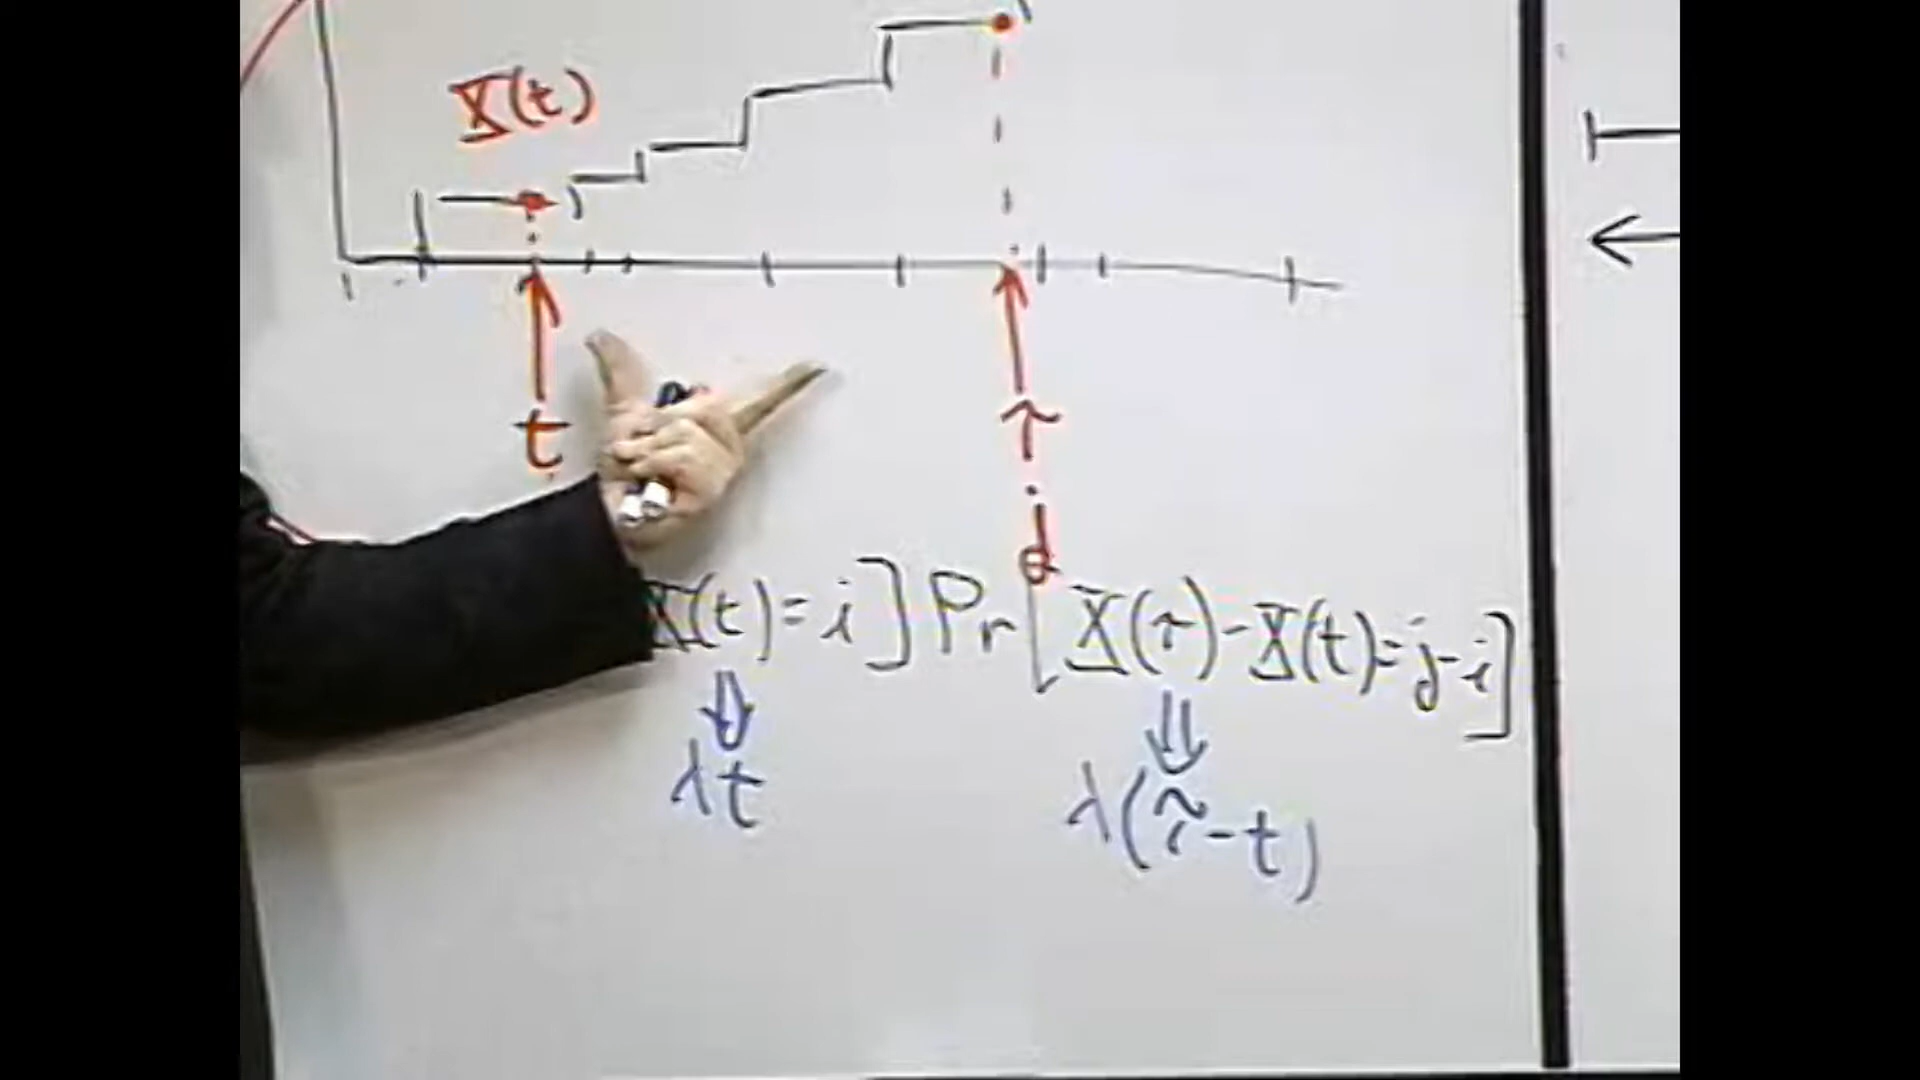 X(t)
t
τ
X(t)=i] Pr[X(τ)-X(t)=j-i]
λt
λ(τ-t)